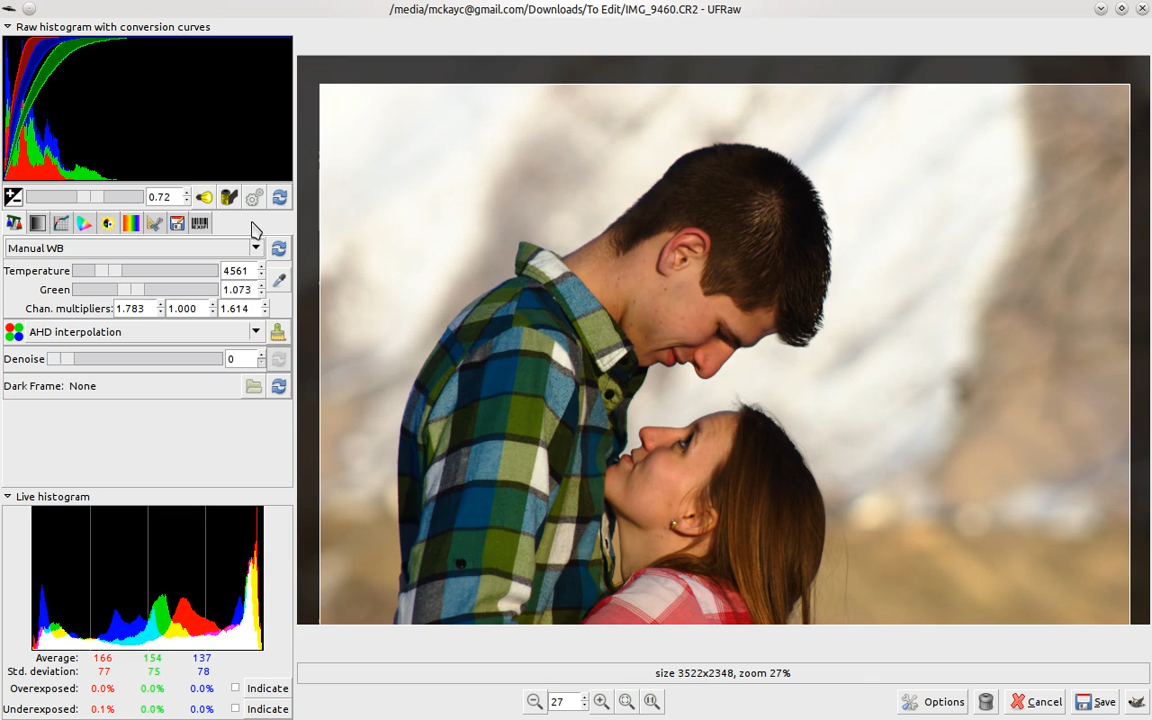 /media/mckayc@gmail.com/Downloads/To Edit/IMG_9460.CR2 - UFRaw
Raw histogram with conversion curves
0.72
Manual WB
Temperature 4561
Green 1.073
Chan. multipliers: 1.783 1.000 1.614
AHD interpolation
Denoise 0
Dark Frame: None
Live histogram
Average: 166 154 137
Std. deviation: 77 75 78
Overexposed: 0.0% 0.0% 0.0% Indicate
Underexposed: 0.1% 0.0% 0.0% Indicate
size 3522x2348, zoom 27%
27 Options Cancel Save